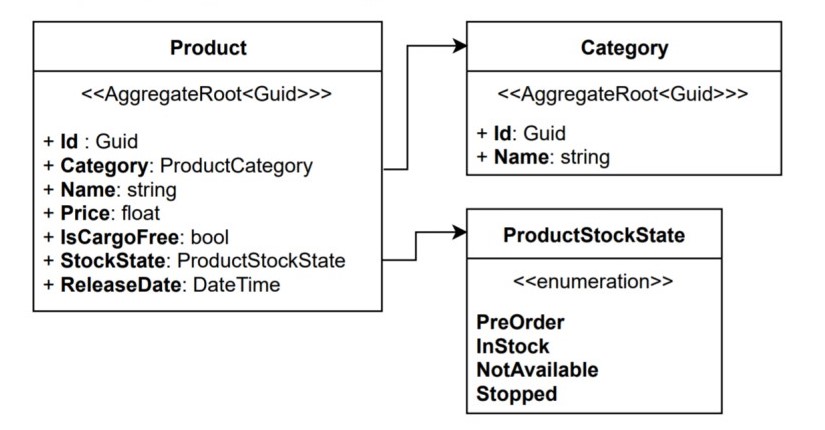 Product
<<AggregateRoot<Guid>>>
+ Id : Guid
+ Category: ProductCategory
+ Name: string
+ Price: float
+ IsCargoFree: bool
+ StockState: ProductStockState
+ ReleaseDate: DateTime
Category
<<AggregateRoot<Guid>>>
+ Id: Guid
+ Name: string
ProductStockState
<<enumeration>>
PreOrder
InStock
NotAvailable
Stopped